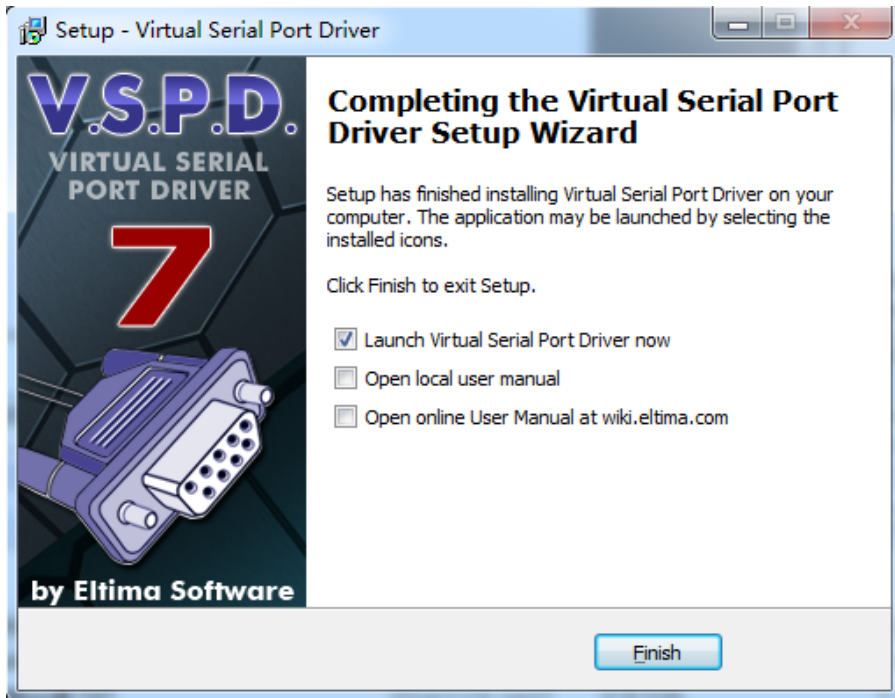 Setup - Virtual Serial Port Driver
V.S.P.D.
VIRTUAL SERIAL
PORT DRIVER
7
by Eltima Software
Completing the Virtual Serial Port
Driver Setup Wizard
Setup has finished installing Virtual Serial Port Driver on your
computer. The application may be launched by selecting the
installed icons.
Click Finish to exit Setup.
Launch Virtual Serial Port Driver now
Open local user manual
Open online User Manual at wiki.eltima.com
Finish